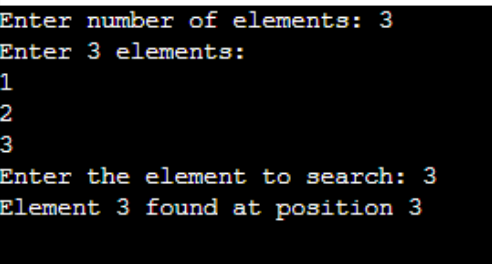 Enter number of elements: 3
Enter 3 elements:
1
2
3
Enter the element to search: 3
Element 3 found at position 3